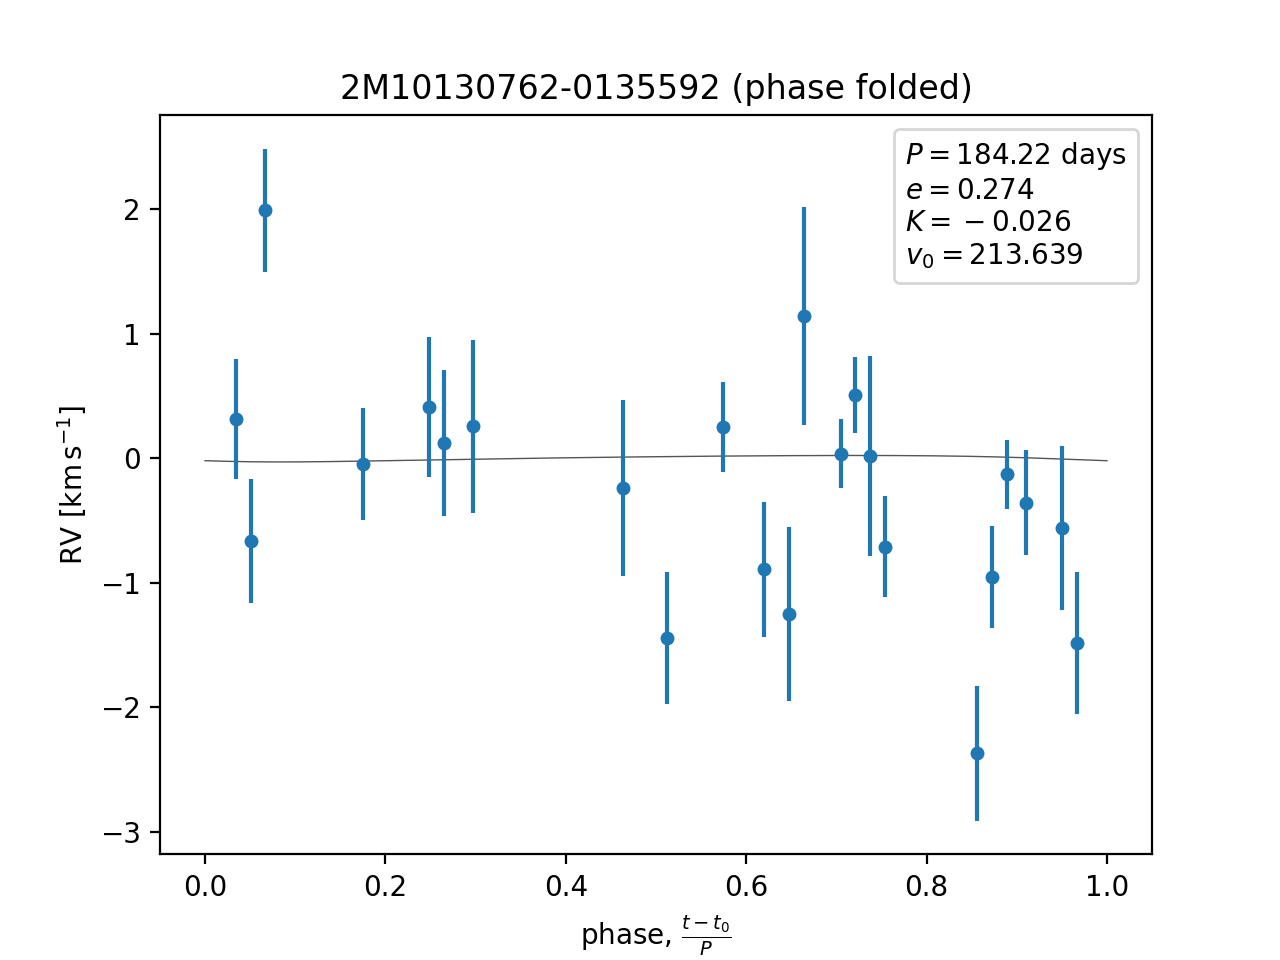 2M10130762-0135592 (phase folded)
P = 184.22 days
e = 0.274
K = −0.026
v₀ = 213.639
RV [km s⁻¹]
2
1
0
−1
−2
−3
0.0 0.2 0.4 0.6 0.8 1.0
phase, (t − t₀)/P